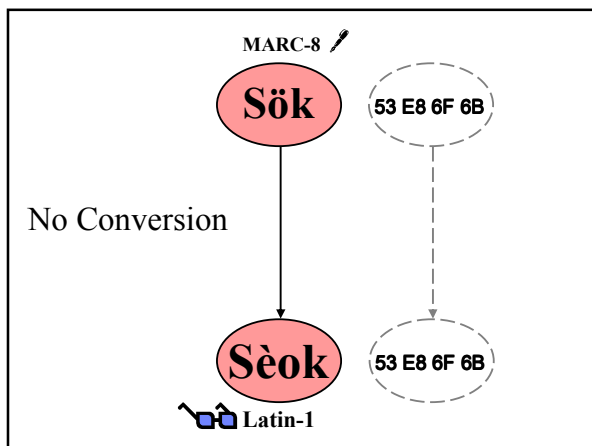 MARC-8
Sök 53 E8 6F 6B
No Conversion
Sèok 53 E8 6F 6B
Latin-1